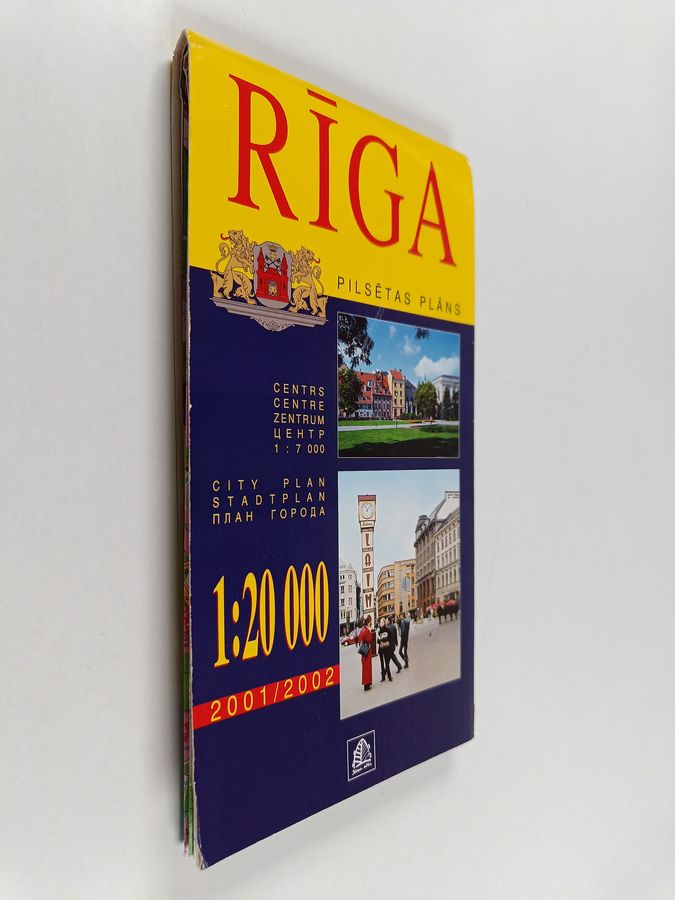 RĪGA
PILSĒTAS PLĀNS
CENTRS
CENTRE
ZENTRUM
ЦЕНТР
1 : 7 000
CITY PLAN
STADTPLAN
ПЛАН ГОРОДА
1:20 000
2001/2002
LAIM